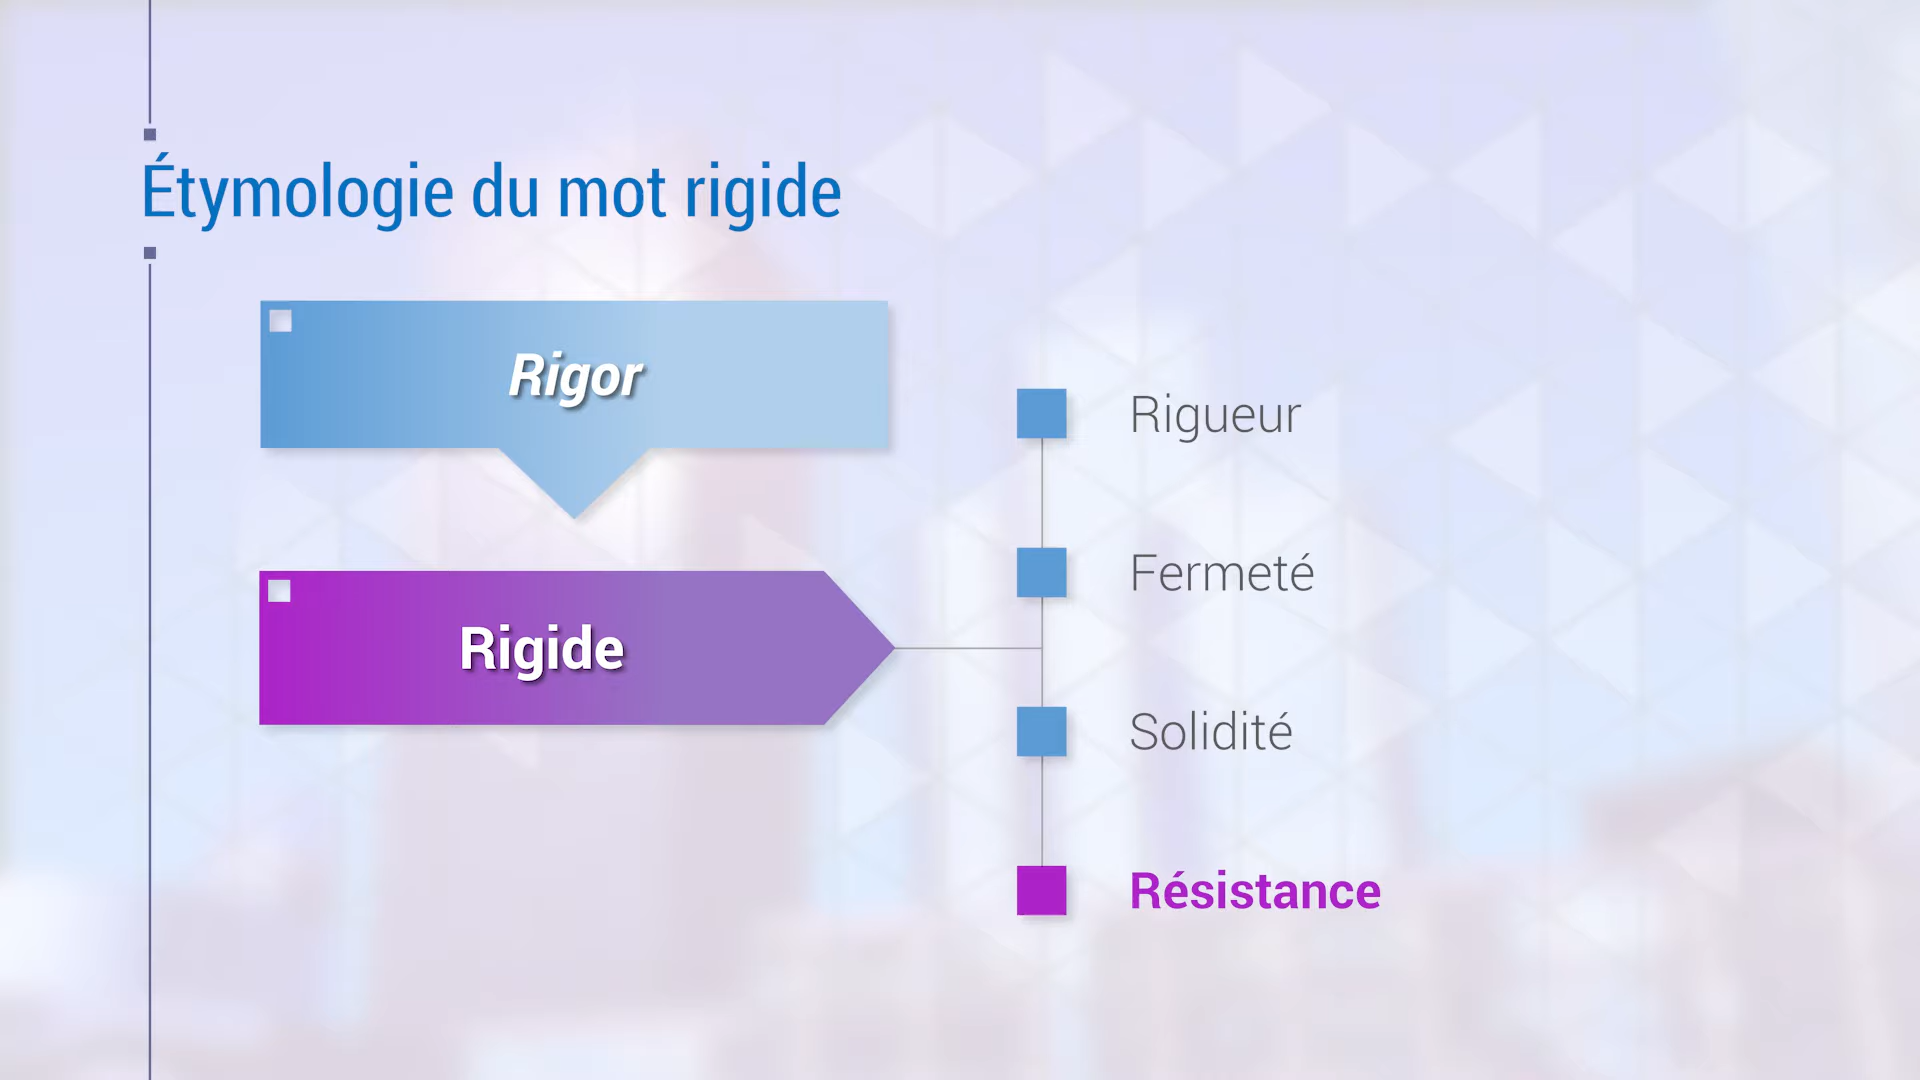 Étymologie du mot rigide
Rigor
Rigide
Rigueur
Fermeté
Solidité
Résistance